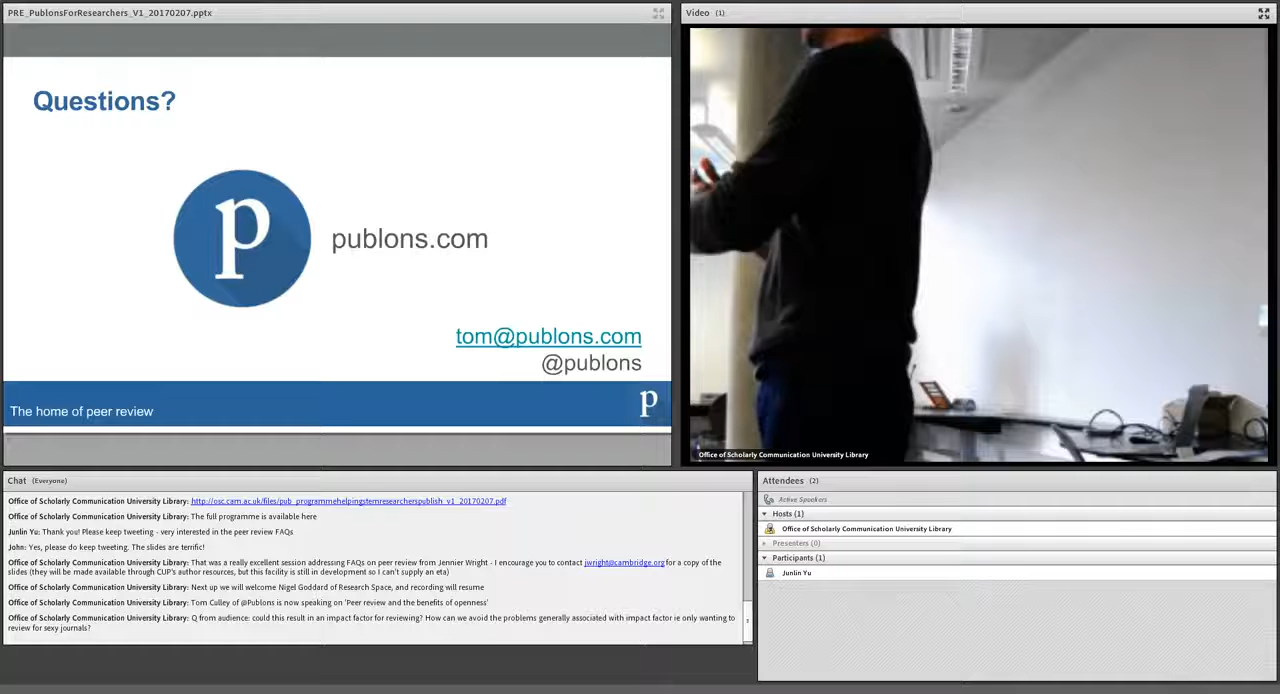 PRE_PublonsForResearchers_V1_20170207.pptx
Questions?
p
publons.com
tom@publons.com
@publons
The home of peer review
p
Video (1)
Office of Scholarly Communication University Library
Chat (Everyone)
Office of Scholarly Communication University Library: http://osc.cam.ac.uk/files/pub_programmehelpingstemresearcherspublish_v1_20170207.pdf
Office of Scholarly Communication University Library: The full programme is available here
Junlin Yu: Thank you! Please keep tweeting - very interested in the peer review FAQs
John: Yes, please do keep tweeting. The slides are terrific!
Office of Scholarly Communication University Library: That was a really excellent session addressing FAQs on peer review from Jennier Wright - I encourage you to contact jwright@cambridge.org for a copy of the
slides (they will be made available through CUP's author resources, but this facility is still in development so I can't supply an eta)
Office of Scholarly Communication University Library: Next up we will welcome Nigel Goddard of Research Space, and recording will resume
Office of Scholarly Communication University Library: Tom Culley of @Publons is now speaking on 'Peer review and the benefits of openness'
Office of Scholarly Communication University Library: Q from audience: could this result in an impact factor for reviewing? How can we avoid the problems generally associated with impact factor ie only wanting to
review for sexy journals?
Attendees (2)
Active Speakers
Hosts (1)
Office of Scholarly Communication University Library
Presenters (0)
Participants (1)
Junlin Yu